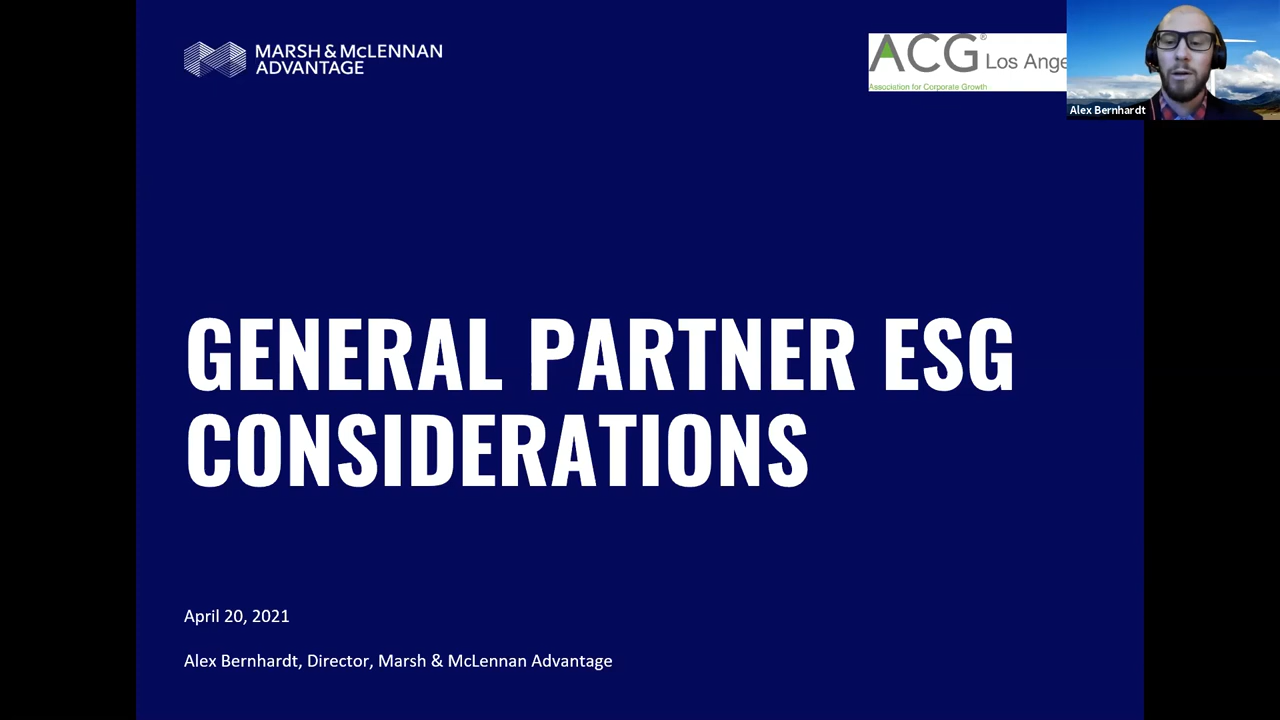 MARSH & McLENNAN
ADVANTAGE
ACG® Los Ange
Association for Corporate Growth
Alex Bernhardt
GENERAL PARTNER ESG
CONSIDERATIONS
April 20, 2021
Alex Bernhardt, Director, Marsh & McLennan Advantage